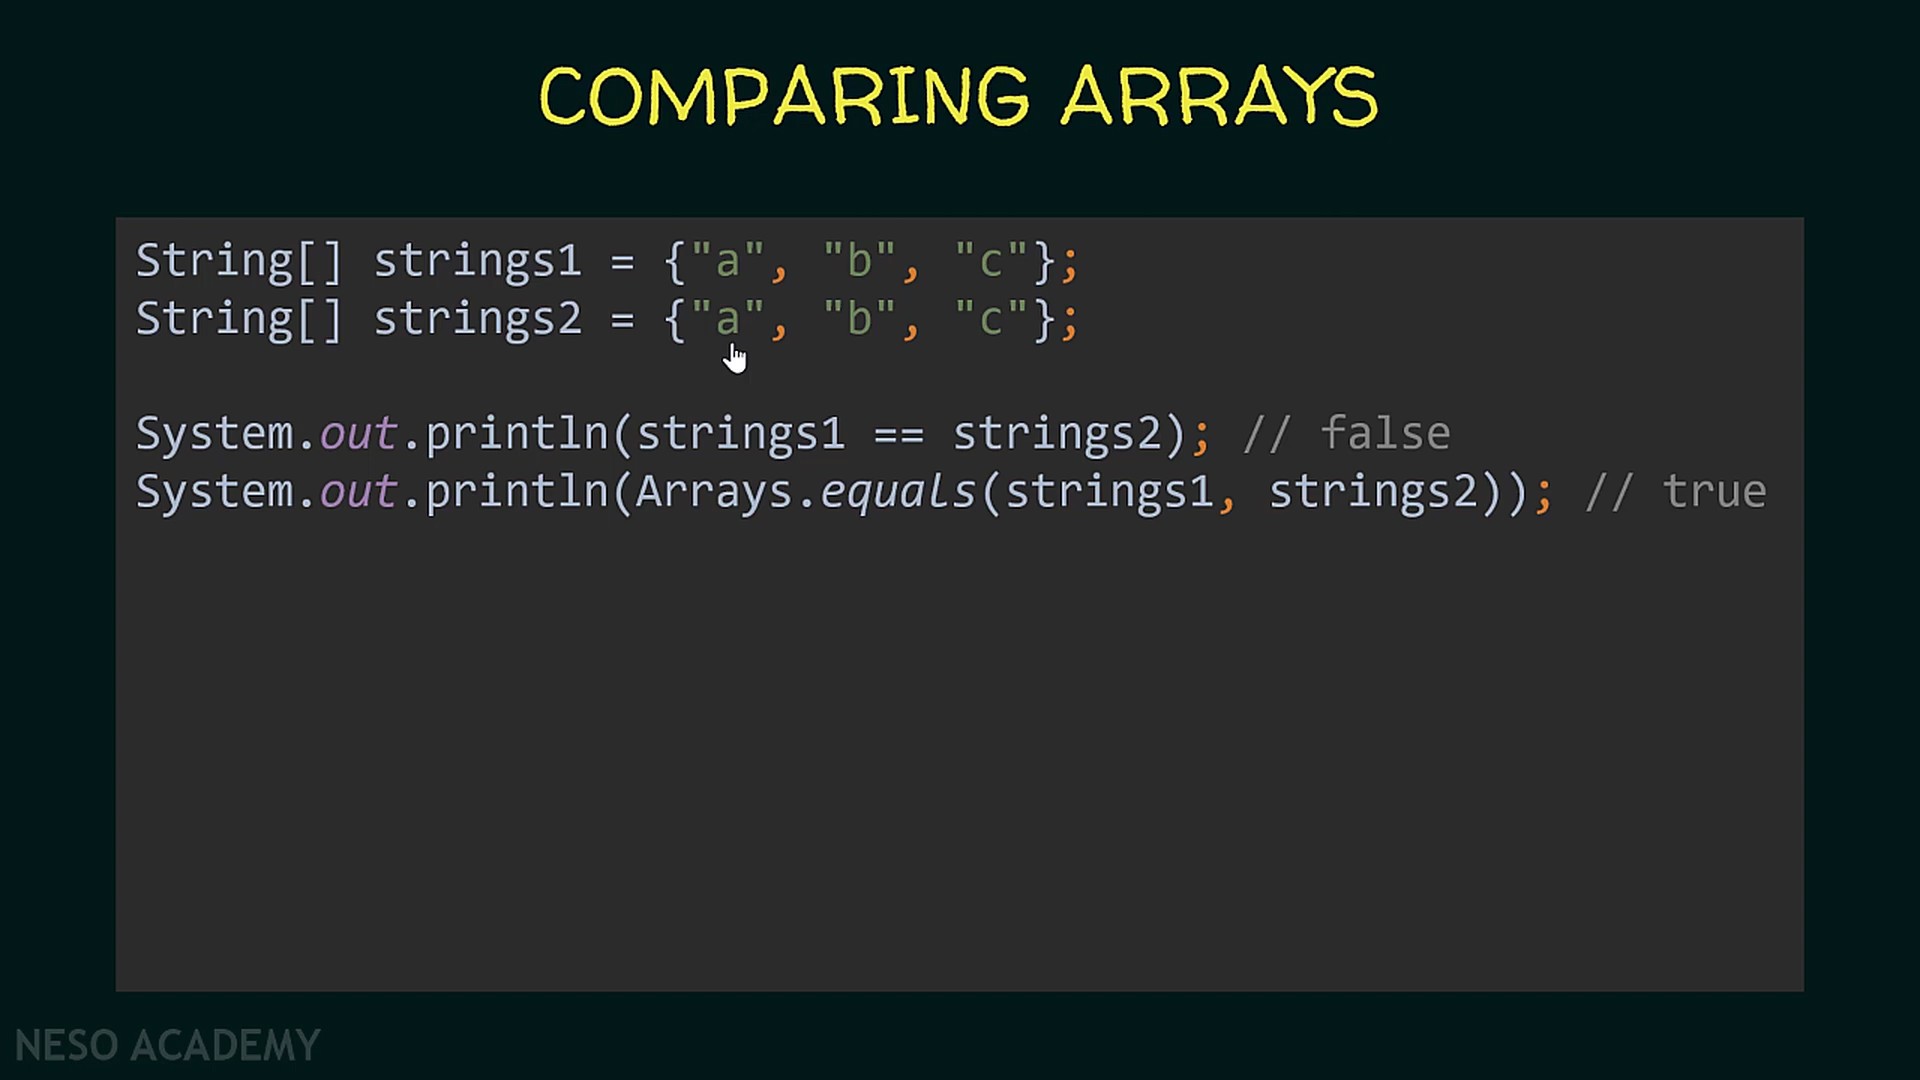 COMPARING ARRAYS
String[] strings1 = {"a", "b", "c"};
String[] strings2 = {"a", "b", "c"};
System.out.println(strings1 == strings2); // false
System.out.println(Arrays.equals(strings1, strings2)); // true
NESO ACADEMY